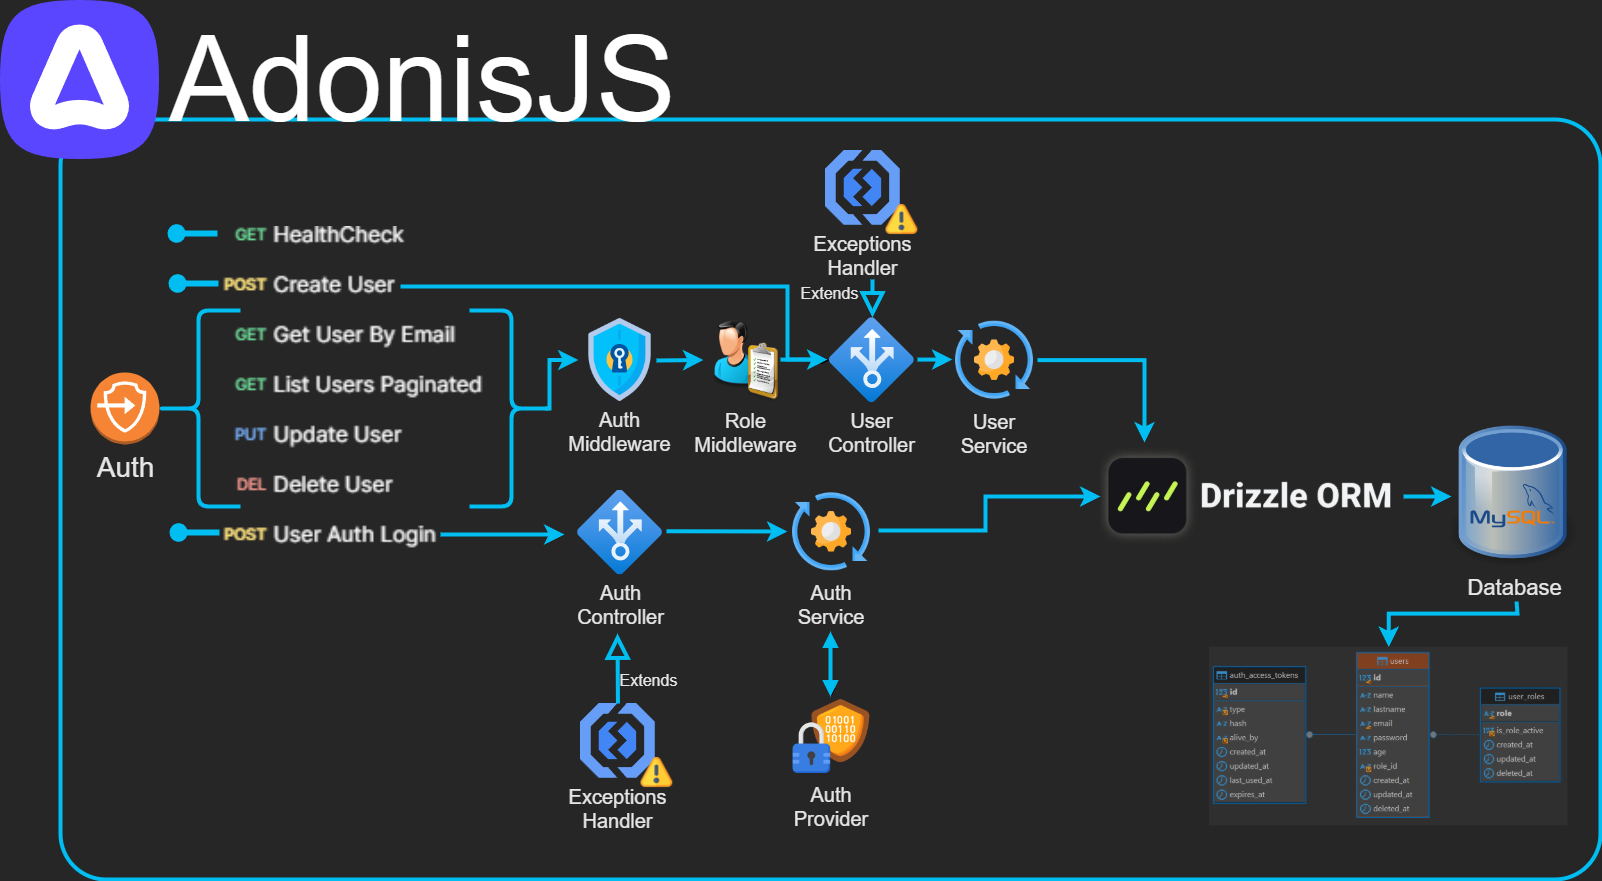 AdonisJS
GET HealthCheck
POST Create User
GET Get User By Email
GET List Users Paginated
PUT Update User
DEL Delete User
POST User Auth Login
Auth
Auth
Middleware
Role
Middleware
Exceptions
Handler
Extends
User
Controller
User
Service
Auth
Controller
Auth
Service
Extends
Exceptions
Handler
01001
00110
10100
Auth
Provider
Drizzle ORM
MySQL
Database
auth_access_tokens
123 id
A-Z type
A-Z hash
A-Z alive_by
created_at
updated_at
last_used_at
expires_at
users
123 id
A-Z name
A-Z lastname
A-Z email
A-Z password
123 age
A-Z role_id
created_at
updated_at
deleted_at
user_roles
A-Z role
123 is_role_active
created_at
updated_at
deleted_at